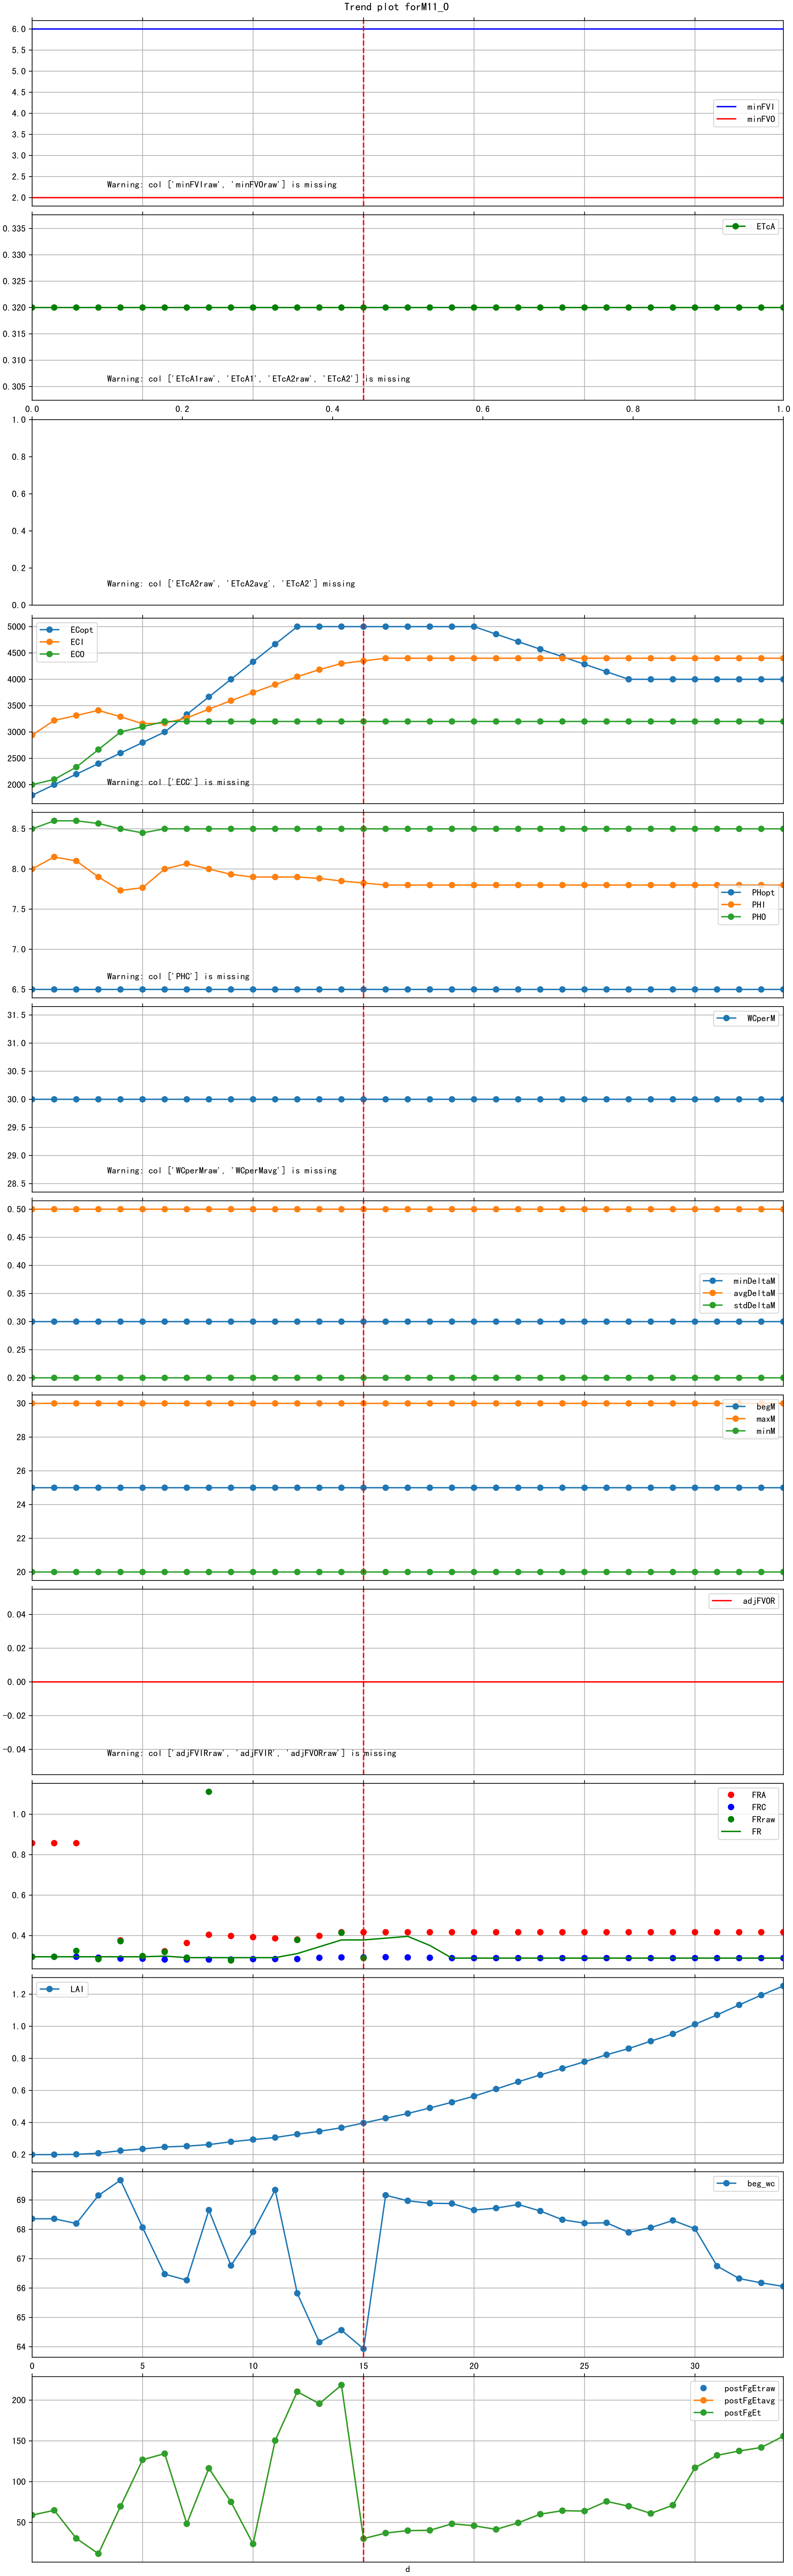 Trend plot forM11_0
6.0
5.5
5.0
4.5
4.0
3.5
3.0
2.5
2.0
minFVI
minFVO
Warning: col ['minFVIraw', 'minFVOraw'] is missing
0.335
0.330
0.325
0.320
0.315
0.310
0.305
ETcA
Warning: col ['ETcA1raw', 'ETcA1', 'ETcA2raw', 'ETcA2'] is missing
0.0 0.2 0.4 0.6 0.8 1.0
1.0
0.8
0.6
0.4
0.2
0.0
Warning: col ['ETcA2raw', 'ETcA2avg', 'ETcA2'] missing
5000
4500
4000
3500
3000
2500
2000
ECopt
ECI
ECO
Warning: col ['ECC'] is missing
8.5
8.0
7.5
7.0
6.5
PHopt
PHI
PHO
Warning: col ['PHC'] is missing
31.5
31.0
30.5
30.0
29.5
29.0
28.5
WCperM
Warning: col ['WCperMraw', 'WCperMavg'] is missing
0.50
0.45
0.40
0.35
0.30
0.25
0.20
minDeltaM
avgDeltaM
stdDeltaM
30
28
26
24
22
20
begM
maxM
minM
0.04
0.02
0.00
-0.02
-0.04
adjFVOR
Warning: col ['adjFVIRraw', 'adjFVIR', 'adjFVORraw'] is missing
1.0
0.8
0.6
0.4
FRA
FRC
FRraw
FR
1.2
1.0
0.8
0.6
0.4
0.2
LAI
69
68
67
66
65
64
beg_wc
0 5 10 15 20 25 30
200
150
100
50
postFgEtraw
postFgEtavg
postFgEt
d